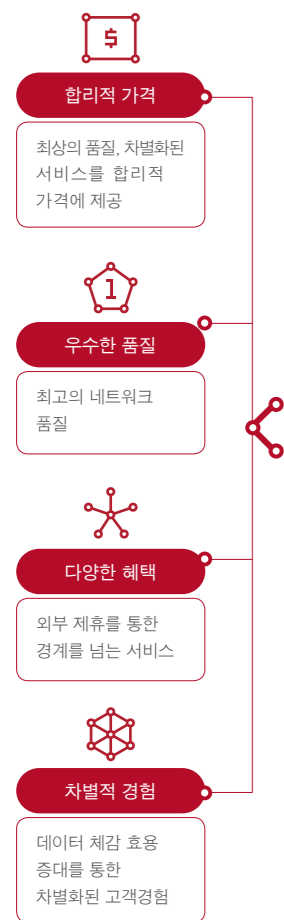 $
합리적 가격
최상의 품질, 차별화된
서비스를 합리적
가격에 제공
1
우수한 품질
최고의 네트워크
품질
다양한 혜택
외부 제휴를 통한
경계를 넘는 서비스
차별적 경험
데이터 체감 효용
증대를 통한
차별화된 고객경험